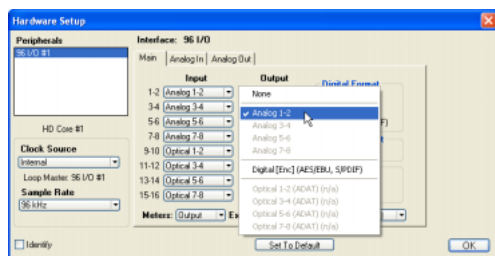 Hardware Setup
Peripherals
96 I/O #1
HD Core #1
Clock Source
Internal
Loop Master: 96 I/O #1
Sample Rate
96 kHz
Identify
Interface: 96 I/O
Main
Analog In
Analog Out
Input
Output
Digital Format
1-2
Analog 1-2
3-4
Analog 3-4
5-6
Analog 5-6
7-8
Analog 7-8
9-10
Optical 1-2
11-12
Optical 3-4
13-14
Optical 5-6
15-16
Optical 7-8
None
Analog 1-2
Analog 3-4
Analog 5-6
Analog 7-8
Digital [Enc] (AES/EBU, S/PDIF)
Optical 1-2 (ADAT) (n/a)
Optical 3-4 (ADAT) (n/a)
Optical 5-6 (ADAT) (n/a)
Optical 7-8 (ADAT) (n/a)
F)
Meters:
Output
Ex
Set To Default
OK